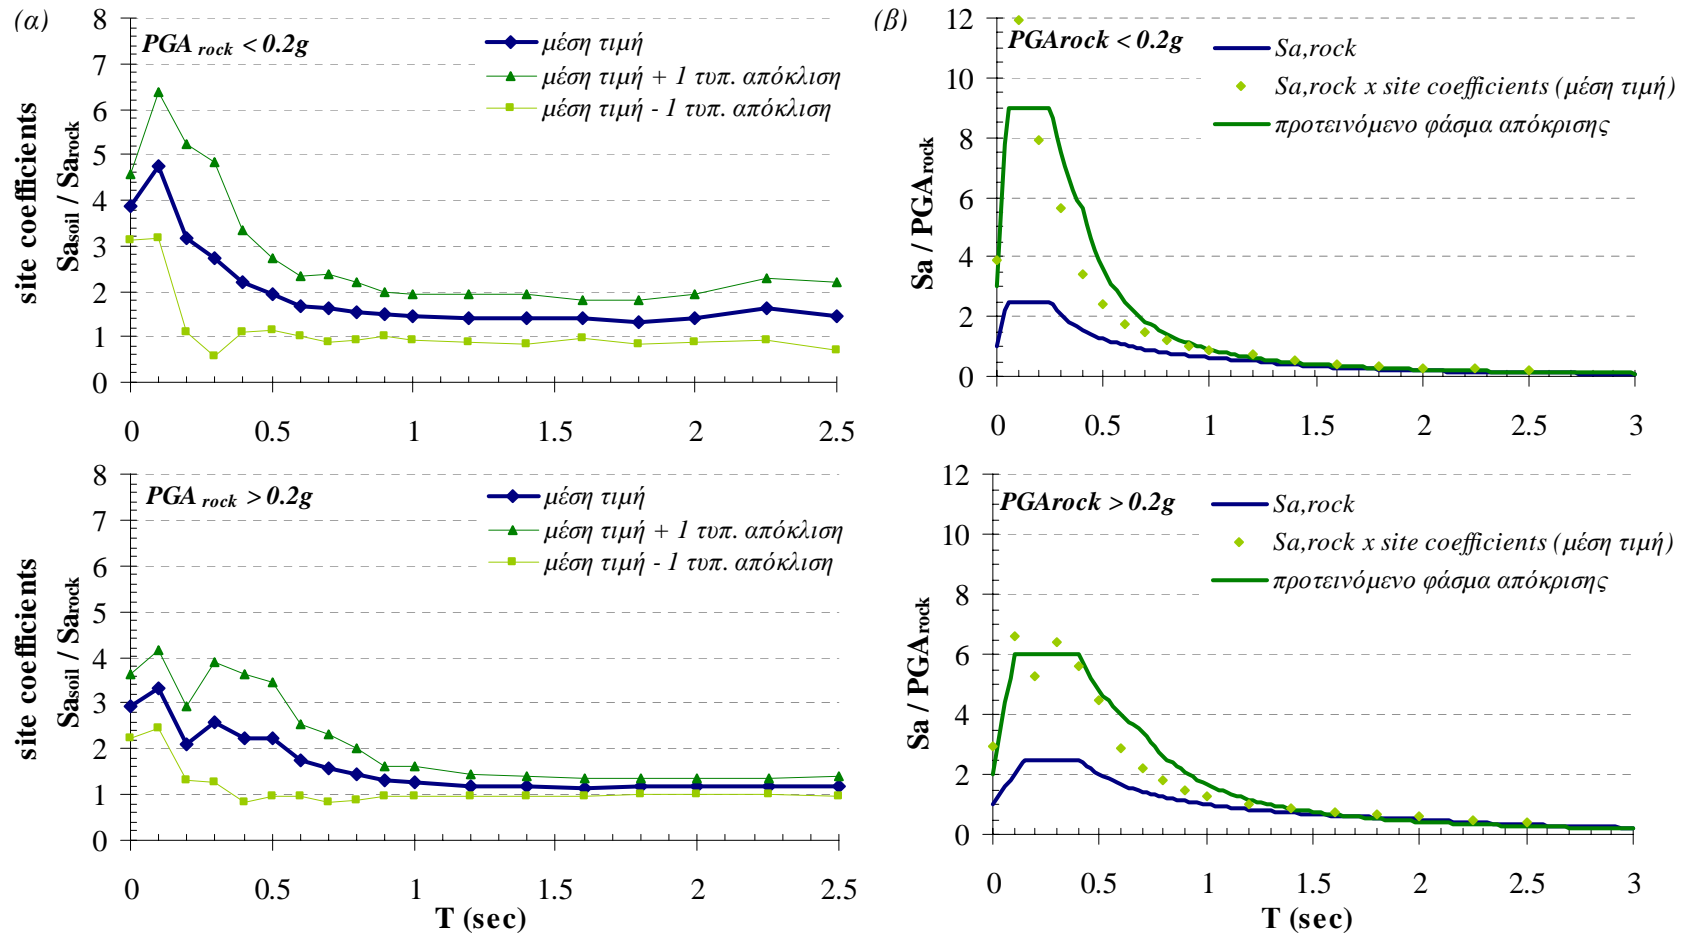 (α)
PGA rock < 0.2g
μέση τιμή
μέση τιμή + 1 τυπ. απόκλιση
μέση τιμή - 1 τυπ. απόκλιση
site coefficients
Sasoil / Sarock
8
7
6
5
4
3
2
1
0
0 0.5 1 1.5 2 2.5
(β)
PGArock < 0.2g
Sa,rock
Sa,rock x site coefficients (μέση τιμή)
προτεινόμενο φάσμα απόκρισης
Sa / PGArock
12
10
8
6
4
2
0
0 0.5 1 1.5 2 2.5 3
PGA rock > 0.2g
μέση τιμή
μέση τιμή + 1 τυπ. απόκλιση
μέση τιμή - 1 τυπ. απόκλιση
site coefficients
Sasoil / Sarock
8
7
6
5
4
3
2
1
0
0 0.5 1 1.5 2 2.5
T (sec)
PGArock > 0.2g
Sa,rock
Sa,rock x site coefficients (μέση τιμή)
προτεινόμενο φάσμα απόκρισης
Sa / PGArock
12
10
8
6
4
2
0
0 0.5 1 1.5 2 2.5 3
T (sec)